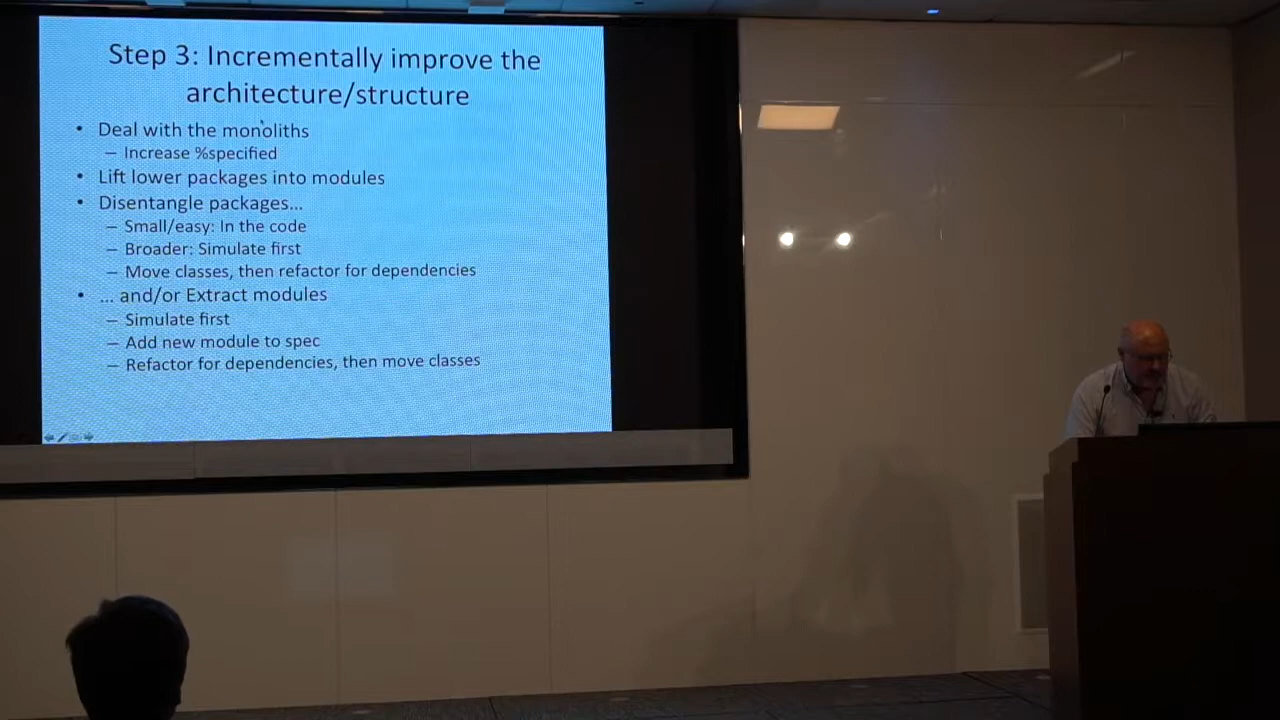 Step 3: Incrementally improve the
architecture/structure
• Deal with the monoliths
– Increase %specified
• Lift lower packages into modules
• Disentangle packages...
– Small/easy: In the code
– Broader: Simulate first
– Move classes, then refactor for dependencies
• ... and/or Extract modules
– Simulate first
– Add new module to spec
– Refactor for dependencies, then move classes